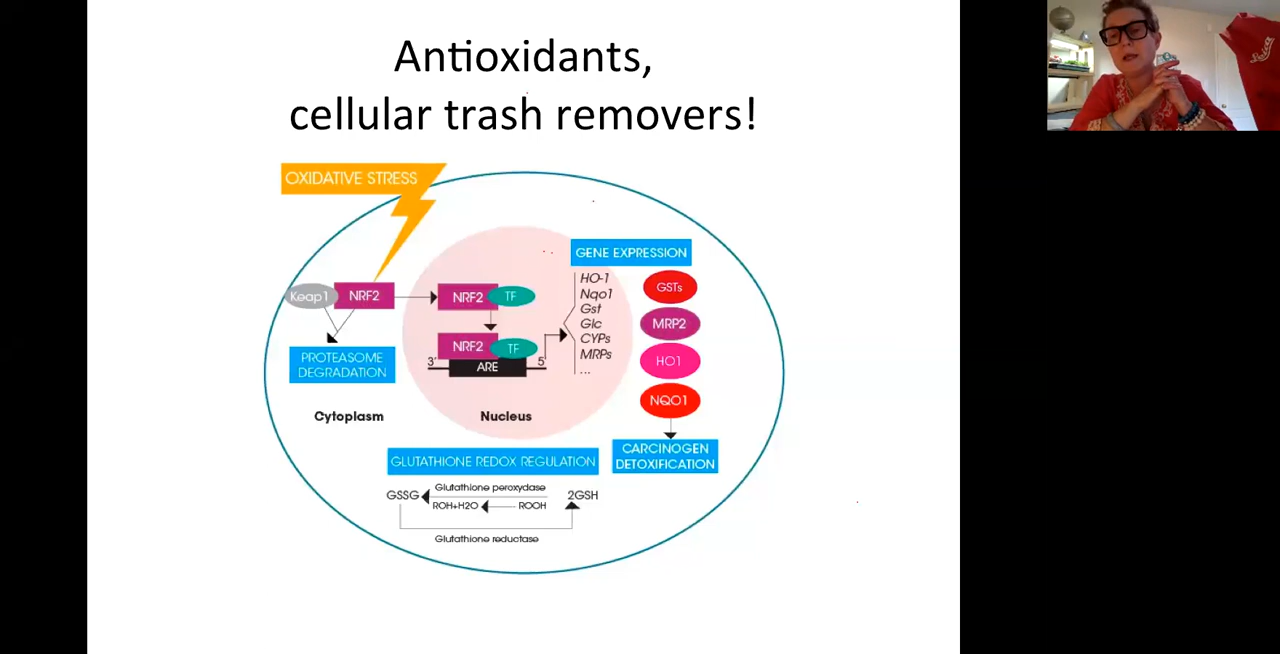 Antioxidants,
cellular trash removers!
OXIDATIVE STRESS
GENE EXPRESSION
Keap1
NRF2
NRF2
TF
HO-1
Nqo1
Gst
Glc
CYPs
MRPs
...
GSTs
MRP2
HO1
NQO1
NRF2
TF
3´
ARE
5´
PROTEASOME
DEGRADATION
Cytoplasm
Nucleus
CARCINOGEN
DETOXIFICATION
GLUTATHIONE REDOX REGULATION
GSSG
Glutathione peroxydase
2GSH
ROH+H2O
ROOH
Glutathione reductase
Leica